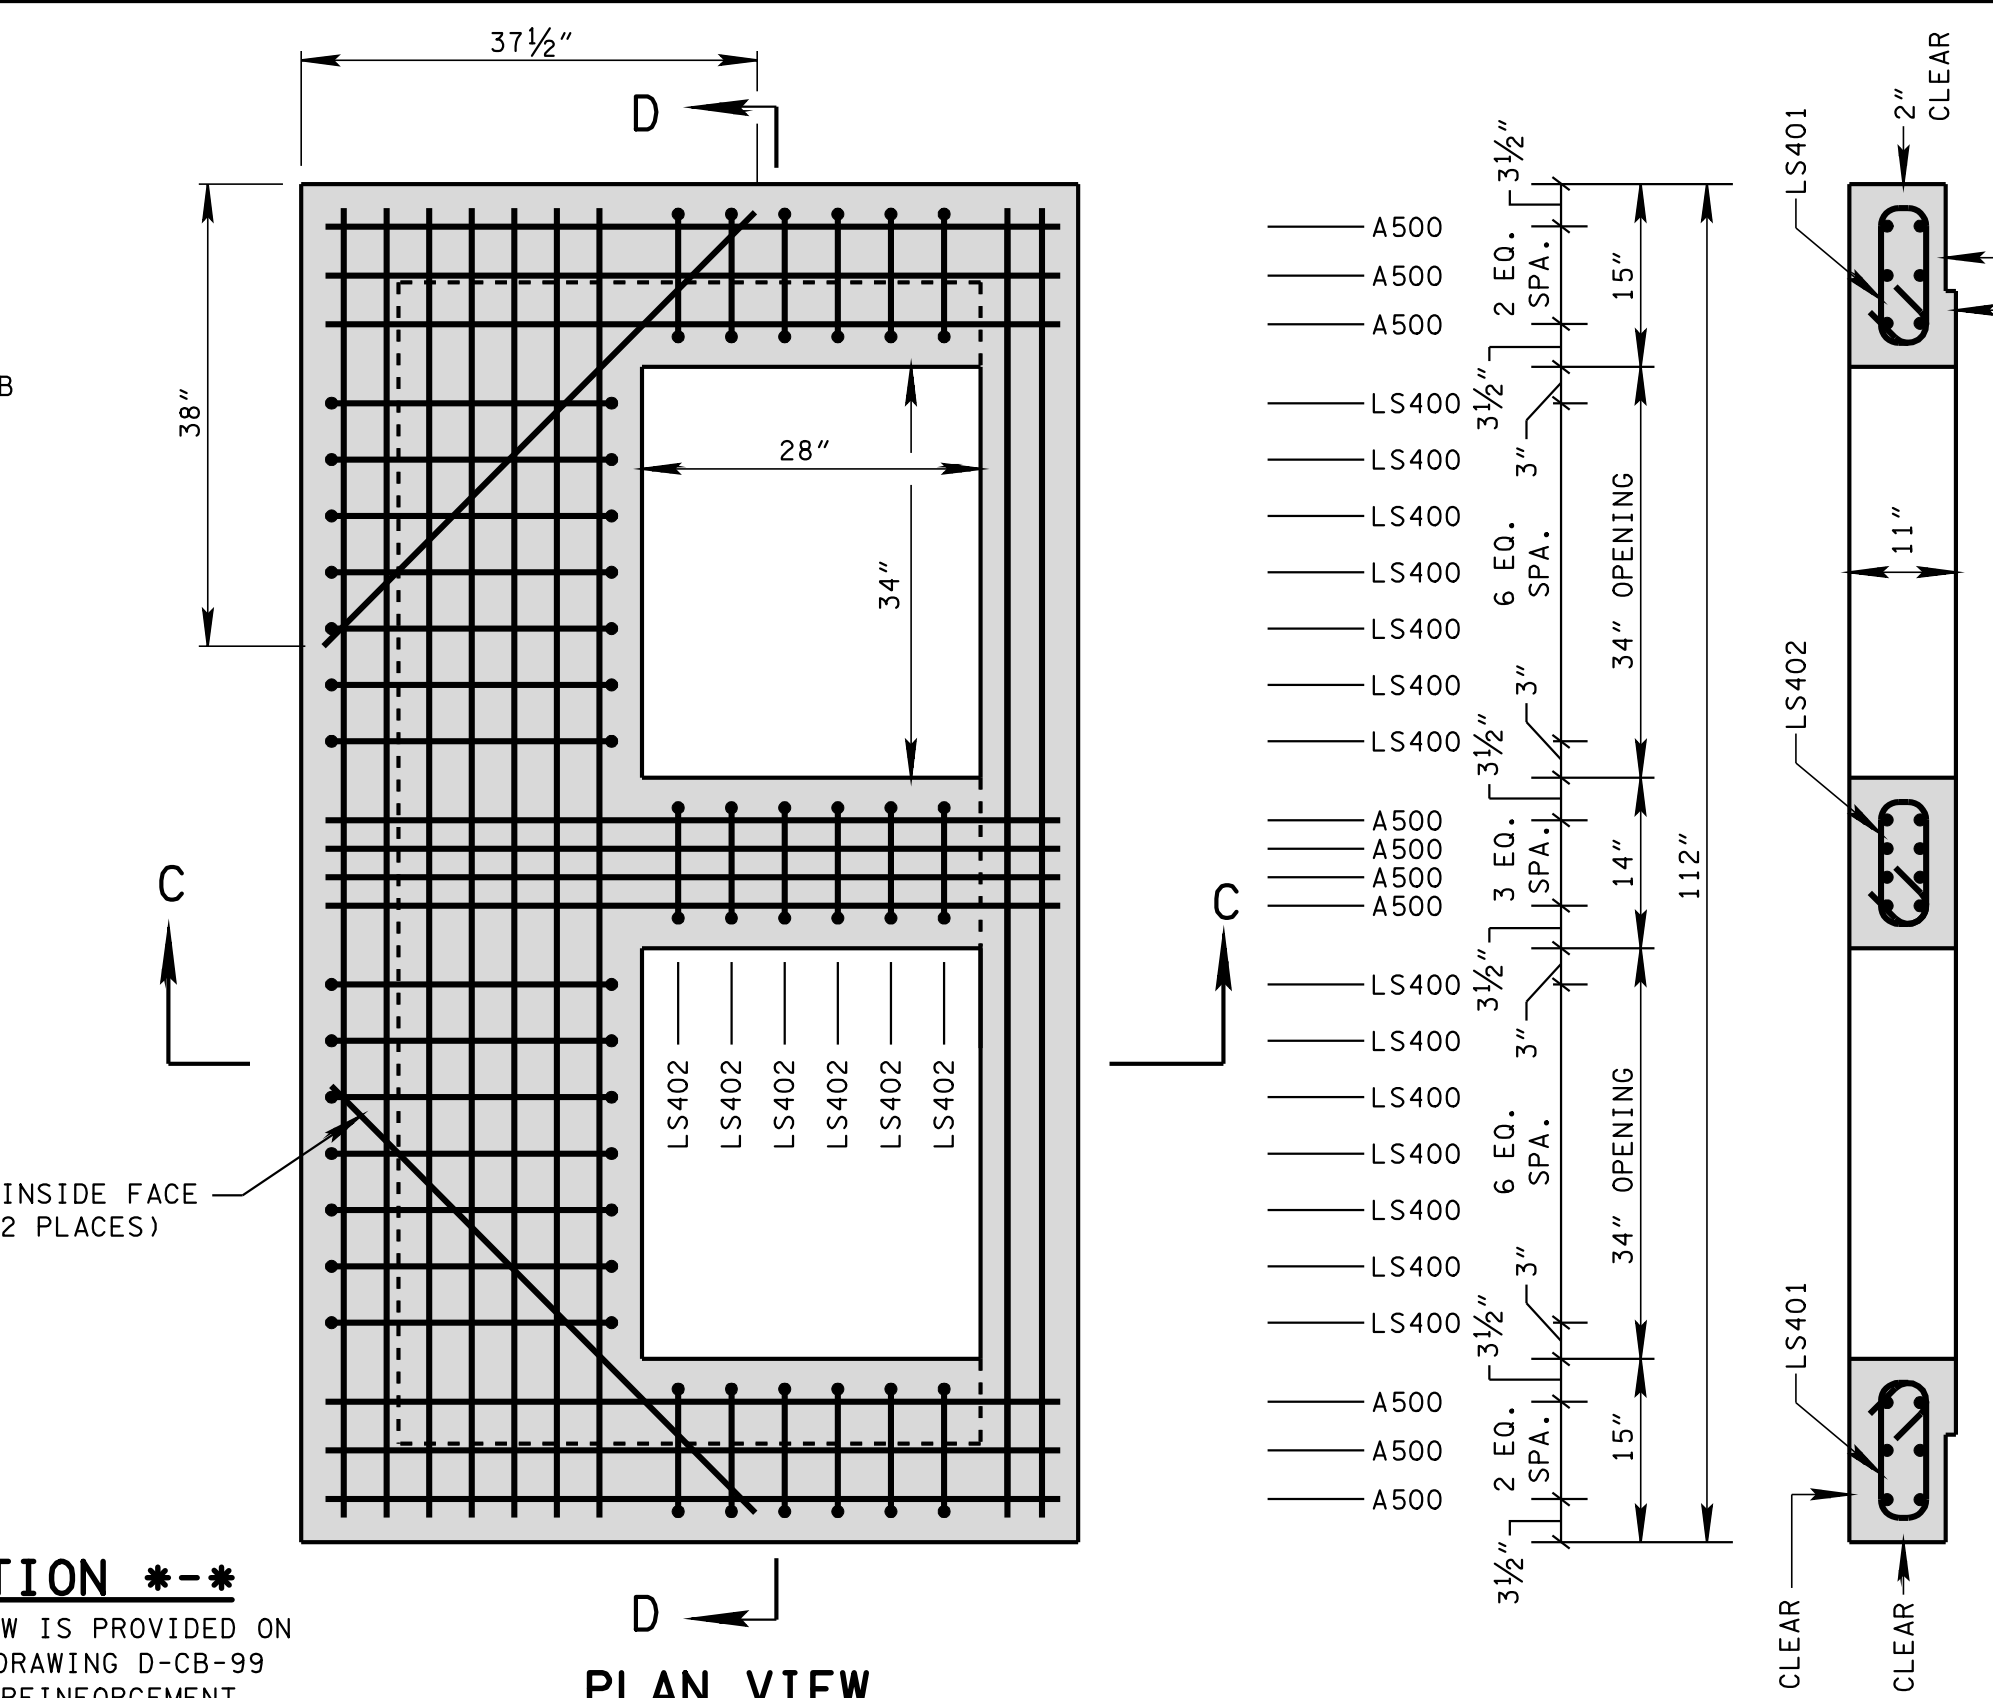 37½"
D
38"
B
28"
34"
C
C
LS402
LS402
LS402
LS402
LS402
LS402
INSIDE FACE
2 PLACES)
TION *-*
W IS PROVIDED ON
DRAWING D-CB-99
REINFORCEMENT
D
PLAN VIEW
A500
A500
A500
LS400
LS400
LS400
LS400
LS400
LS400
LS400
A500
A500
A500
A500
LS400
LS400
LS400
LS400
LS400
LS400
LS400
A500
A500
A500
3½"
2 EQ.
SPA.
3½"
3"
6 EQ.
SPA.
3"
3½"
3 EQ.
SPA.
3½"
3"
6 EQ.
SPA.
3"
3½"
2 EQ.
SPA.
3½"
15"
34" OPENING
14"
34" OPENING
15"
112"
LS401
2"
CLEAR
11"
LS402
LS401
CLEAR
CLEAR